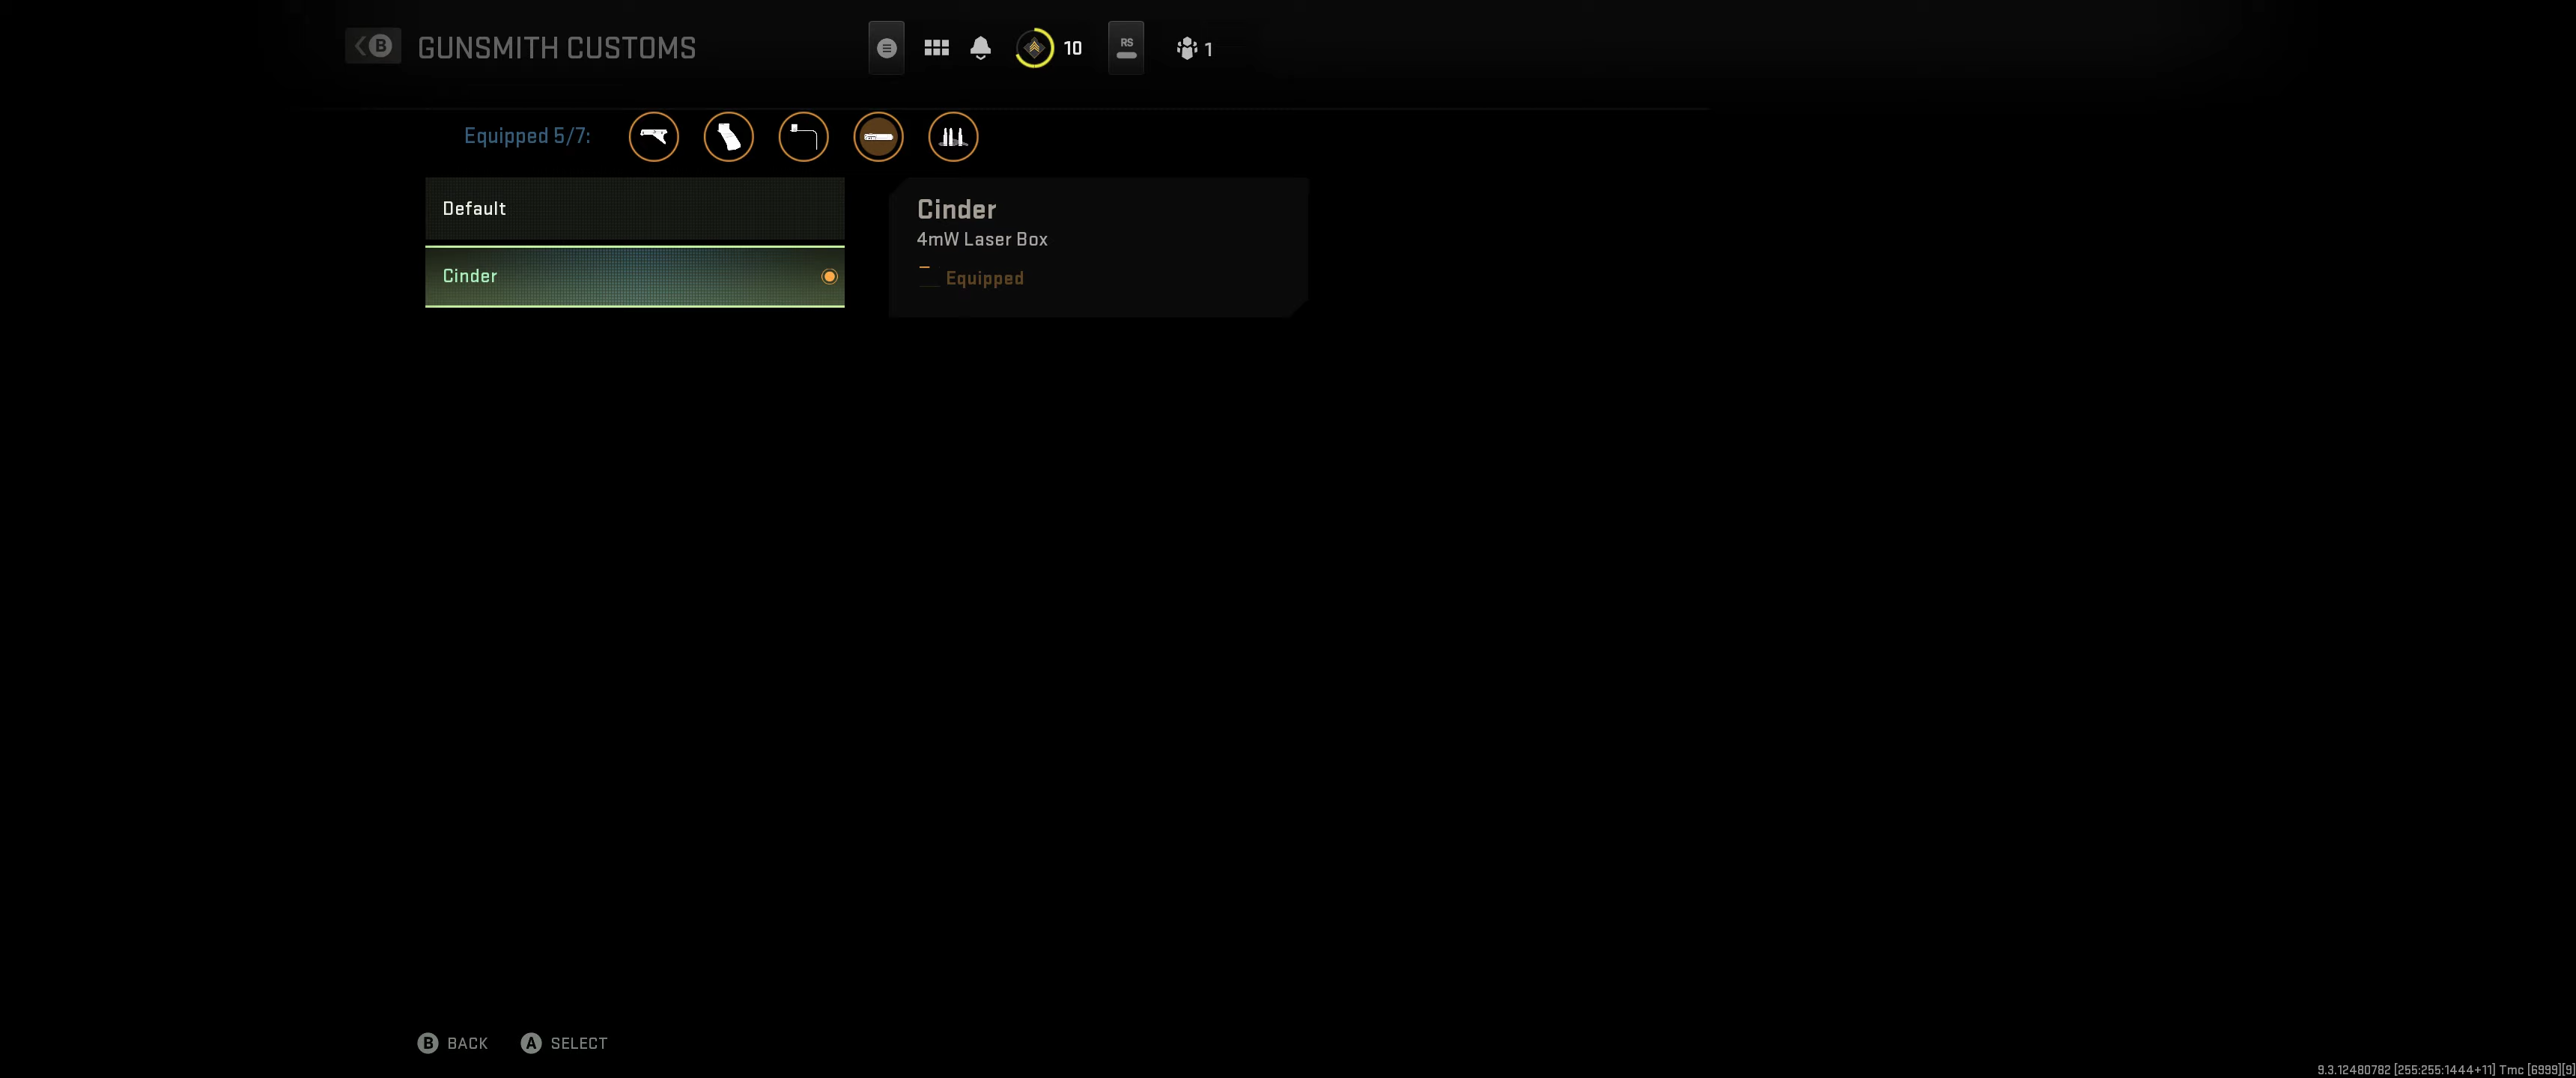 B GUNSMITH CUSTOMS
10
RS
1
Equipped 5/7:
Default
Cinder
Cinder
4mW Laser Box
Equipped
B BACK
A SELECT
9.3.12480782 [255:255:1444+11] Tmc [6999][9]